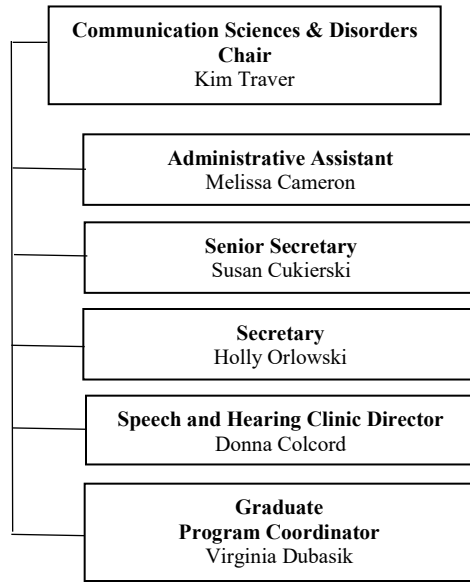 Communication Sciences & Disorders
Chair
Kim Traver
Administrative Assistant
Melissa Cameron
Senior Secretary
Susan Cukierski
Secretary
Holly Orlowski
Speech and Hearing Clinic Director
Donna Colcord
Graduate
Program Coordinator
Virginia Dubasik